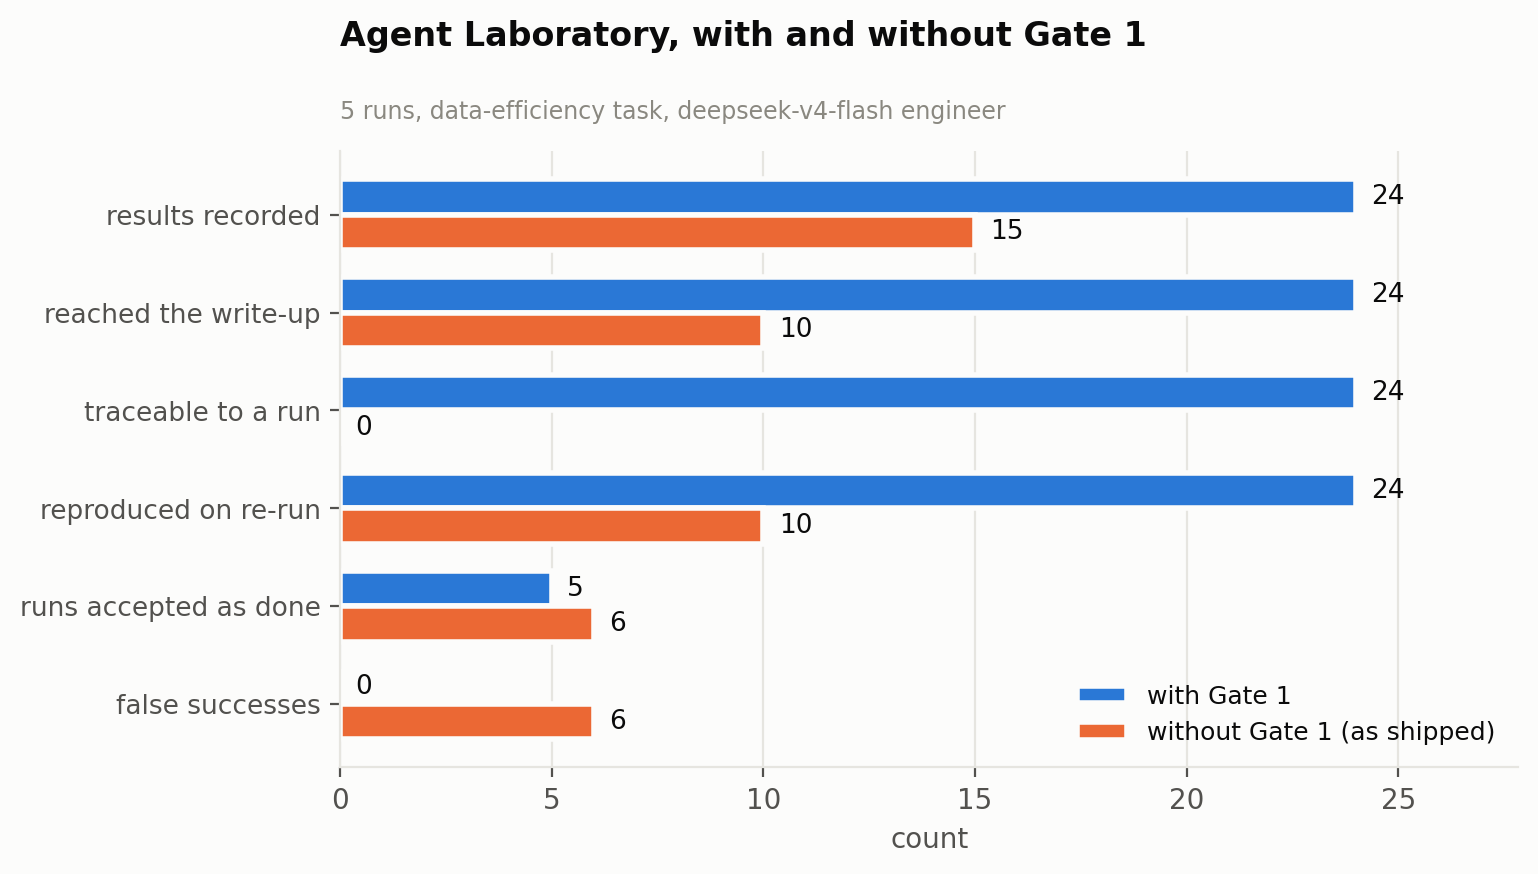 Agent Laboratory, with and without Gate 1
5 runs, data-efficiency task, deepseek-v4-flash engineer
results recorded
24
15
reached the write-up
24
10
traceable to a run
24
0
reproduced on re-run
24
10
runs accepted as done
5
6
false successes
0
6
with Gate 1
without Gate 1 (as shipped)
0 5 10 15 20 25
count